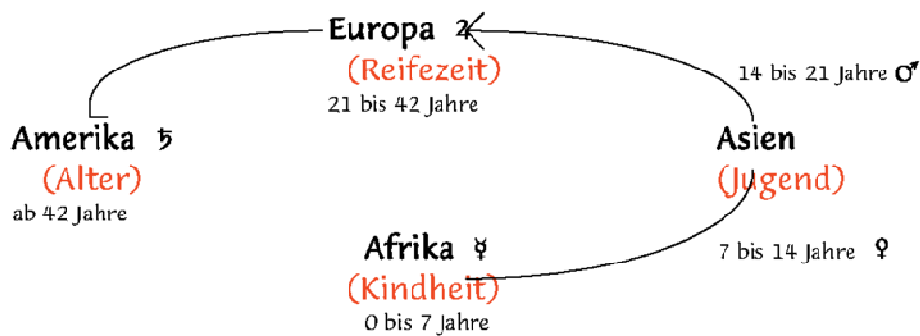 Europa ♃
(Reifezeit)
21 bis 42 Jahre
14 bis 21 Jahre ♂
Amerika ♄
(Alter)
ab 42 Jahre
Asien
(Jugend)
7 bis 14 Jahre ♀
Afrika ☿
(Kindheit)
0 bis 7 Jahre